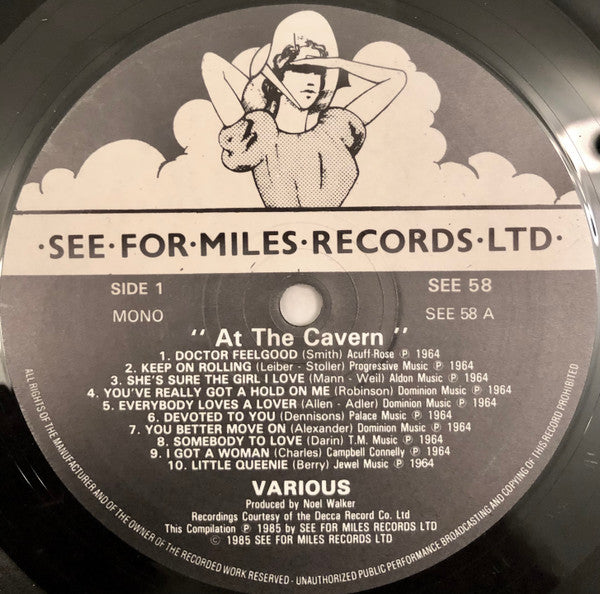 ·SEE·FOR·MILES·RECORDS·LTD·
SIDE 1
SEE 58
MONO
SEE 58 A
" At The Cavern "
1. DOCTOR FEELGOOD (Smith) Acuff-Rose ℗ 1964
2. KEEP ON ROLLING (Leiber - Stoller) Progressive Music ℗ 1964
3. SHE'S SURE THE GIRL I LOVE (Mann - Weil) Aldon Music ℗ 1964
4. YOU'VE REALLY GOT A HOLD ON ME (Robinson) Dominion Music ℗ 1964
5. EVERYBODY LOVES A LOVER (Allen - Adler) Dominion Music ℗ 1964
6. DEVOTED TO YOU (Dennisons) Palace Music ℗ 1964
7. YOU BETTER MOVE ON (Alexander) Dominion Music ℗ 1964
8. SOMEBODY TO LOVE (Darin) T.M. Music ℗ 1964
9. I GOT A WOMAN (Charles) Campbell Connelly ℗ 1964
10. LITTLE QUEENIE (Berry) Jewel Music ℗ 1964
VARIOUS
Produced by Noel Walker
Recordings Courtesy of the Decca Record Co. Ltd
This Compilation ℗ 1985 by SEE FOR MILES RECORDS LTD
© 1985 SEE FOR MILES RECORDS LTD
ALL RIGHTS OF THE MANUFACTURER AND OF THE OWNER OF THE RECORDED WORK RESERVED - UNAUTHORIZED PUBLIC PERFORMANCE BROADCASTING AND COPYING OF THIS RECORD PROHIBITED